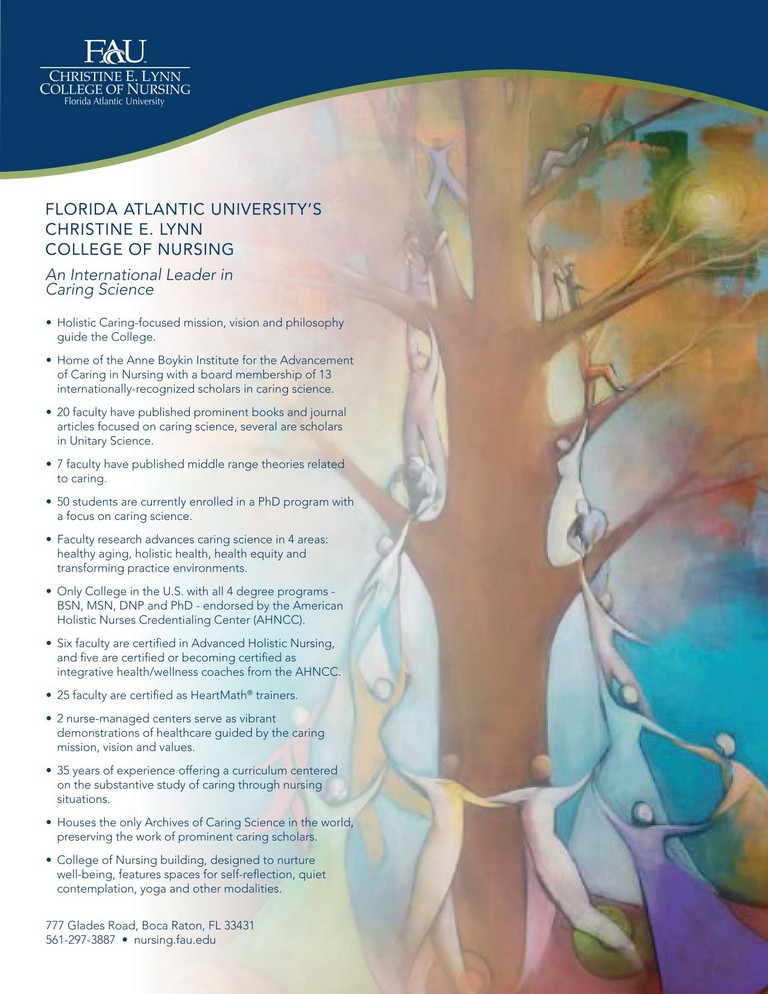 FAU
CHRISTINE E. LYNN
COLLEGE OF NURSING
Florida Atlantic University
FLORIDA ATLANTIC UNIVERSITY'S
CHRISTINE E. LYNN
COLLEGE OF NURSING
An International Leader in
Caring Science
• Holistic Caring-focused mission, vision and philosophy
guide the College.
• Home of the Anne Boykin Institute for the Advancement
of Caring in Nursing with a board membership of 13
internationally-recognized scholars in caring science.
• 20 faculty have published prominent books and journal
articles focused on caring science, several are scholars
in Unitary Science.
• 7 faculty have published middle range theories related
to caring.
• 50 students are currently enrolled in a PhD program with
a focus on caring science.
• Faculty research advances caring science in 4 areas:
healthy aging, holistic health, health equity and
transforming practice environments.
• Only College in the U.S. with all 4 degree programs -
BSN, MSN, DNP and PhD - endorsed by the American
Holistic Nurses Credentialing Center (AHNCC).
• Six faculty are certified in Advanced Holistic Nursing,
and five are certified or becoming certified as
integrative health/wellness coaches from the AHNCC.
• 25 faculty are certified as HeartMath® trainers.
• 2 nurse-managed centers serve as vibrant
demonstrations of healthcare guided by the caring
mission, vision and values.
• 35 years of experience offering a curriculum centered
on the substantive study of caring through nursing
situations.
• Houses the only Archives of Caring Science in the world,
preserving the work of prominent caring scholars.
• College of Nursing building, designed to nurture
well-being, features spaces for self-reflection, quiet
contemplation, yoga and other modalities.
777 Glades Road, Boca Raton, FL 33431
561-297-3887 • nursing.fau.edu